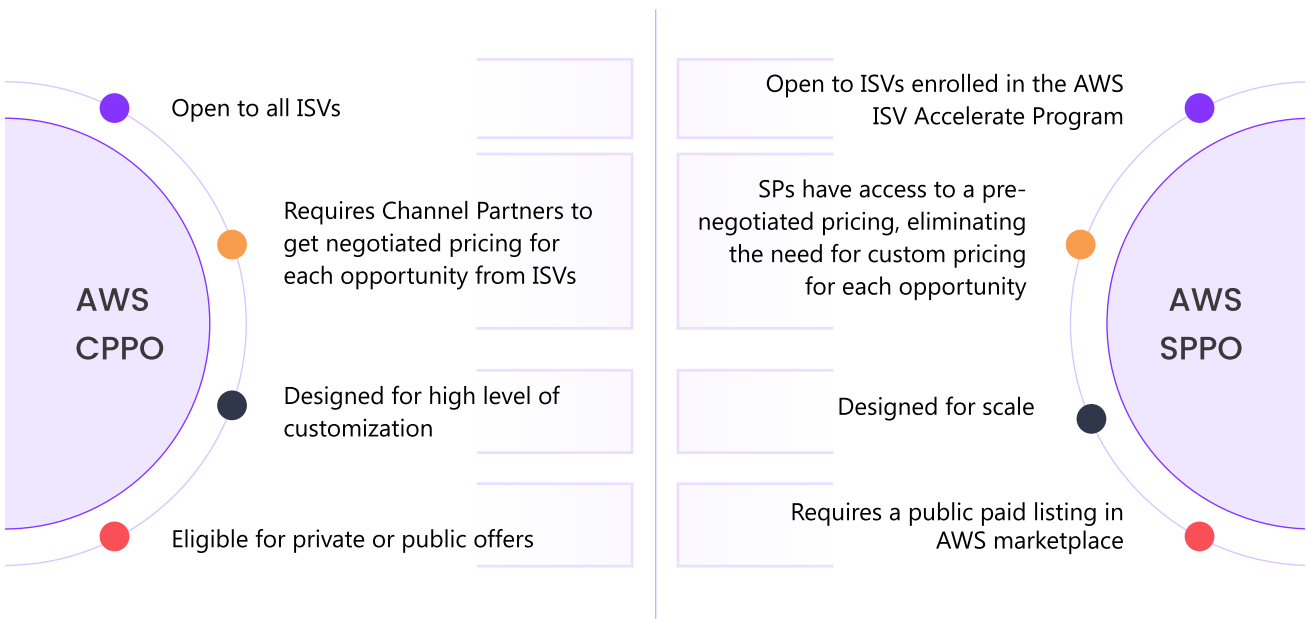 AWS
CPPO
Open to all ISVs
Requires Channel Partners to
get negotiated pricing for
each opportunity from ISVs
Designed for high level of
customization
Eligible for private or public offers
AWS
SPPO
Open to ISVs enrolled in the AWS
ISV Accelerate Program
SPs have access to a pre-
negotiated pricing, eliminating
the need for custom pricing
for each opportunity
Designed for scale
Requires a public paid listing in
AWS marketplace